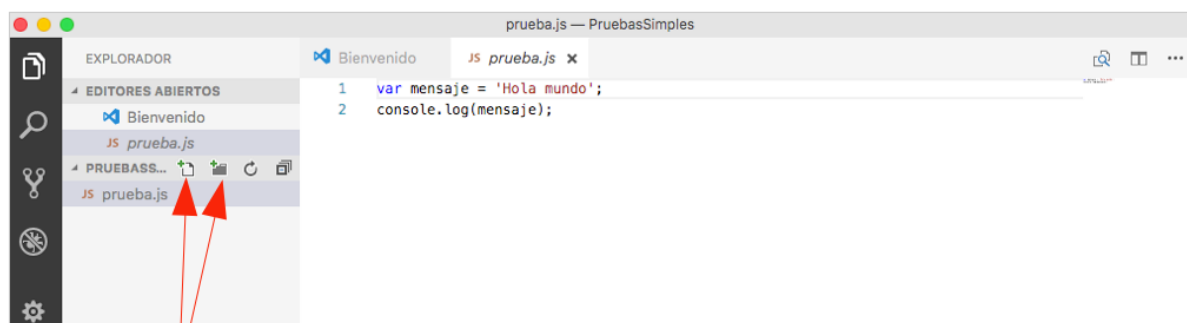 prueba.js — PruebasSimples
EXPLORADOR
EDITORES ABIERTOS
Bienvenido
JS prueba.js
PRUEBASS...
JS prueba.js
Bienvenido
JS prueba.js
1 var mensaje = 'Hola mundo';
2 console.log(mensaje);